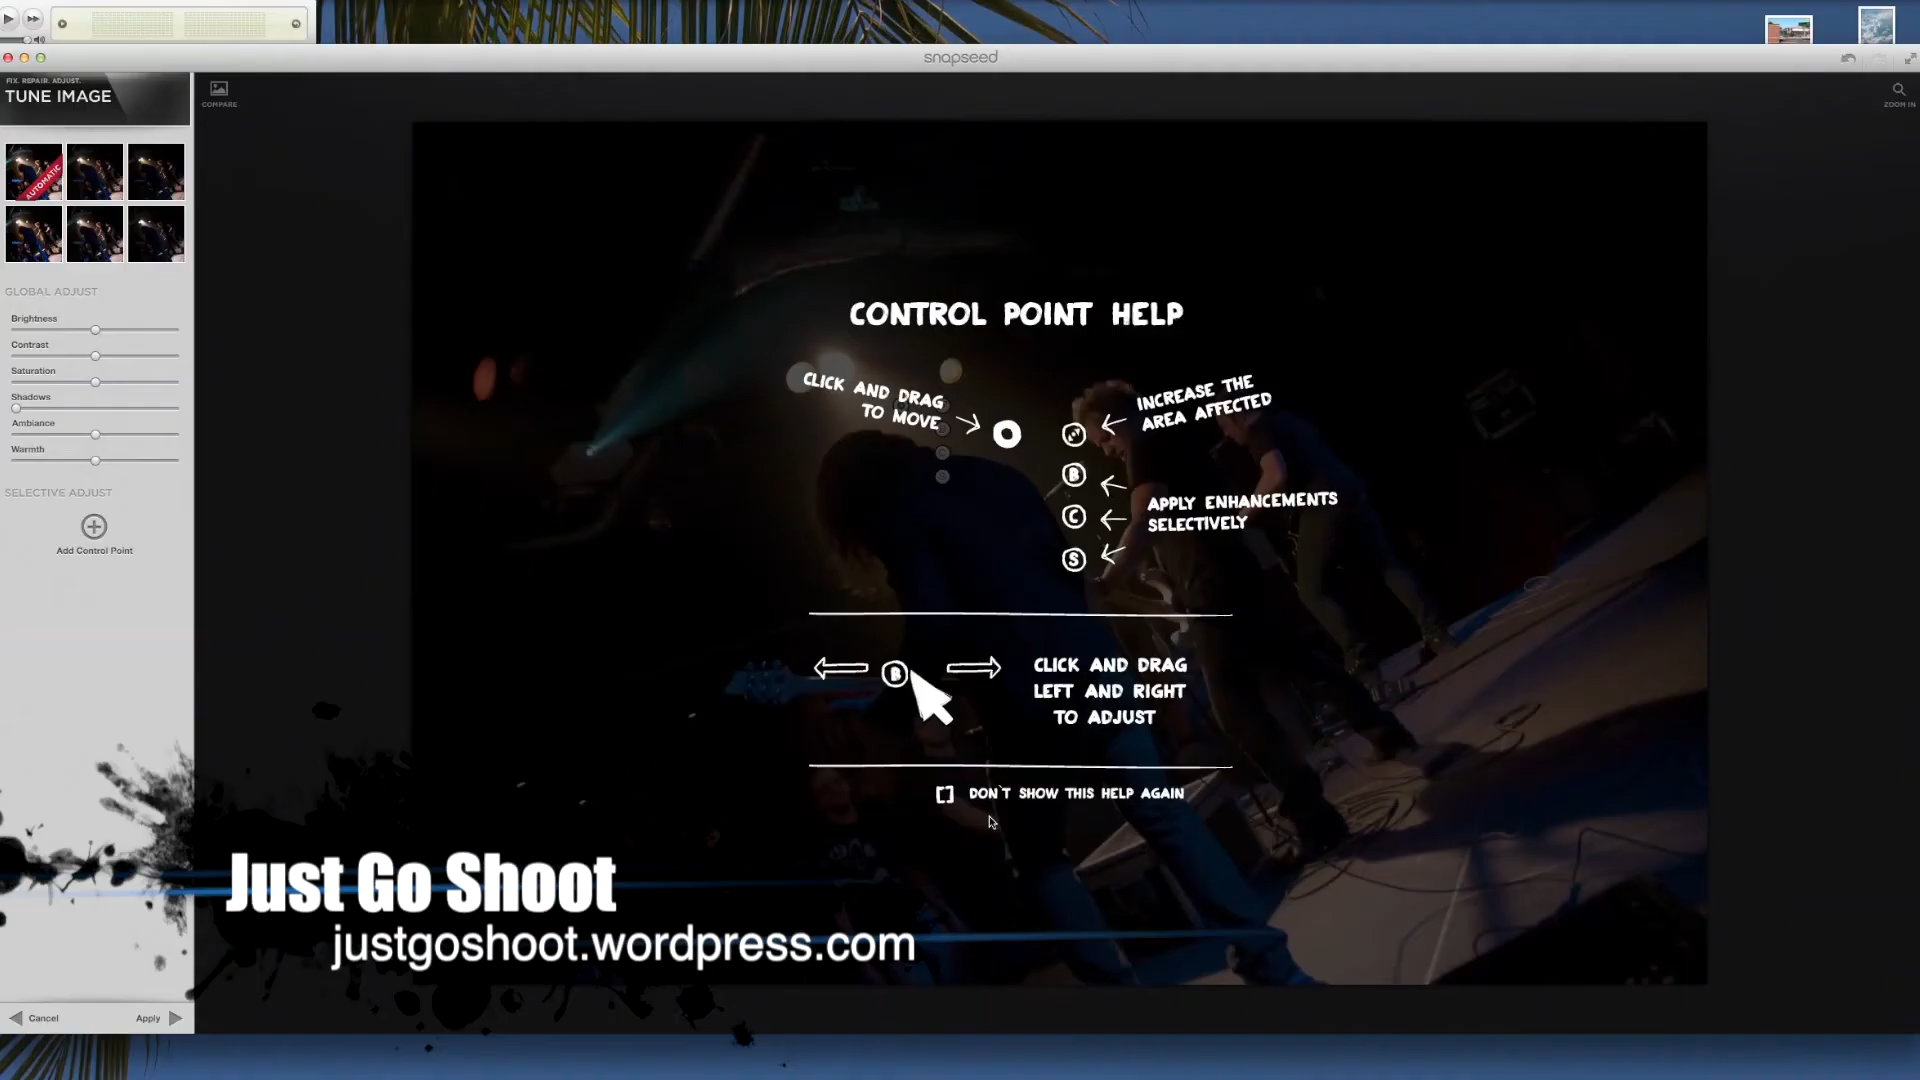 snapseed
FIX. REPAIR. ADJUST.
TUNE IMAGE
COMPARE
ZOOM IN
AUTOMATIC
GLOBAL ADJUST
Brightness
Contrast
Saturation
Shadows
Ambiance
Warmth
SELECTIVE ADJUST
Add Control Point
CONTROL POINT HELP
CLICK AND DRAG
TO MOVE
INCREASE THE
AREA AFFECTED
B
C
S
APPLY ENHANCEMENTS
SELECTIVELY
B
CLICK AND DRAG
LEFT AND RIGHT
TO ADJUST
[ ] DON'T SHOW THIS HELP AGAIN
Just Go Shoot
justgoshoot.wordpress.com
Cancel
Apply